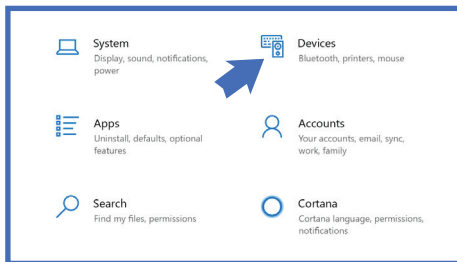 System
Display, sound, notifications,
power
Devices
Bluetooth, printers, mouse
Apps
Uninstall, defaults, optional
features
Accounts
Your accounts, email, sync,
work, family
Search
Find my files, permissions
Cortana
Cortana language, permissions,
notifications